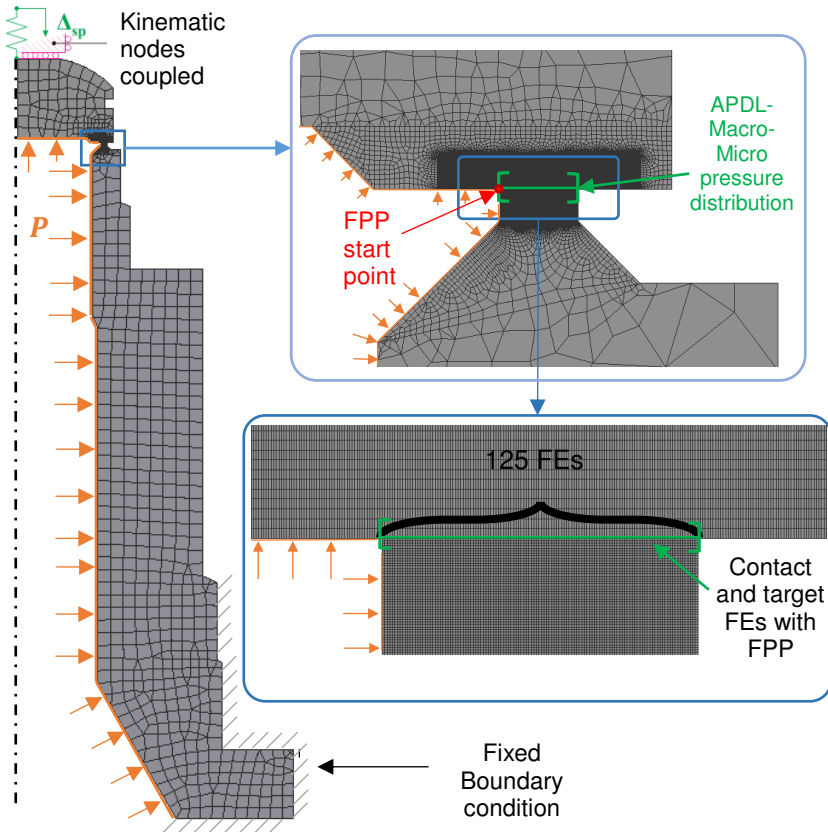 Δsp
Kinematic
nodes
coupled
P
APDL-
Macro-
Micro
pressure
distribution
FPP
start
point
125 FEs
Contact
and target
FEs with
FPP
Fixed
Boundary
condition